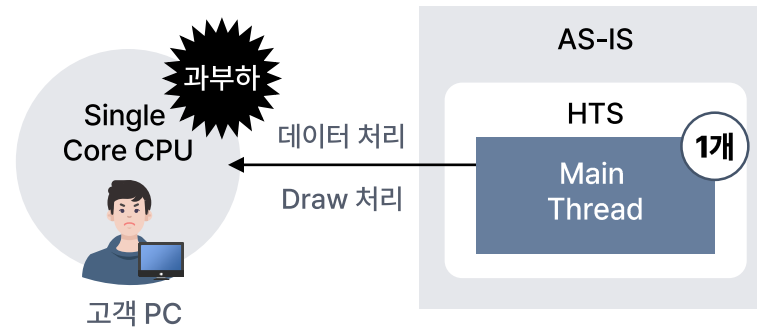 과부하
Single
Core CPU
고객 PC
데이터 처리
Draw 처리
AS-IS
HTS
1개
Main
Thread